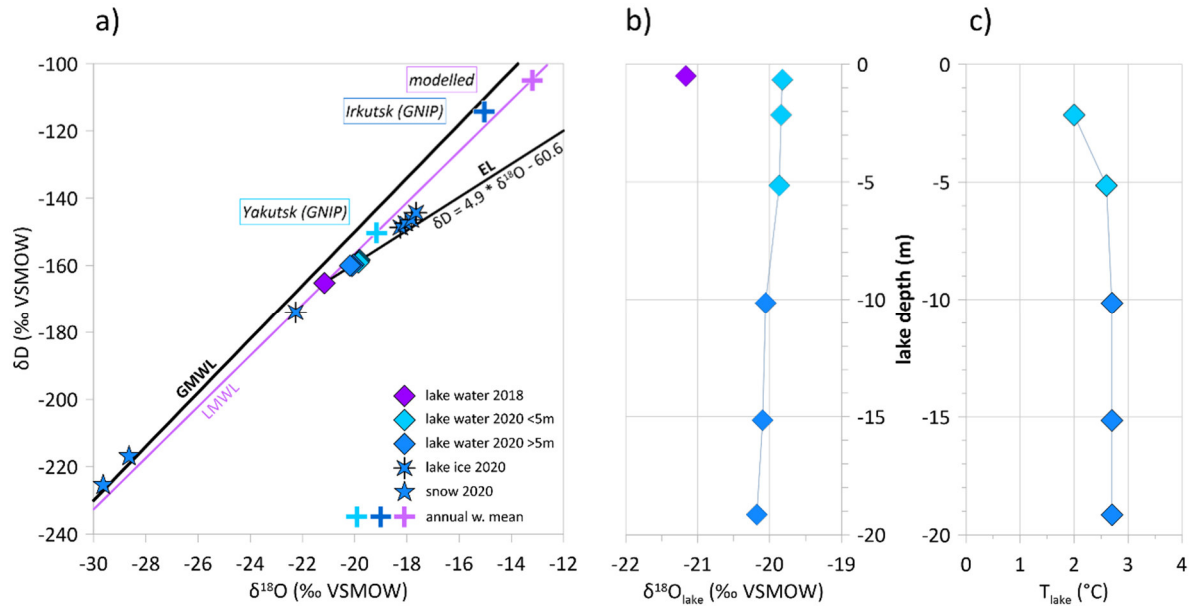 a)
b)
c)
-100
-120
-140
-160
-180
-200
-220
-240
δD (‰ VSMOW)
-30
-28
-26
-24
-22
-20
-18
-16
-14
-12
δ¹⁸O (‰ VSMOW)
modelled
Irkutsk (GNIP)
Yakutsk (GNIP)
EL
δD = 4.9 * δ¹⁸O - 60.6
GMWL
LMWL
lake water 2018
lake water 2020 <5m
lake water 2020 >5m
lake ice 2020
snow 2020
annual w. mean
0
-5
-10
-15
-20
-22
-21
-20
-19
δ¹⁸Oₗₐₖₑ (‰ VSMOW)
lake depth (m)
0
-5
-10
-15
-20
0
1
2
3
4
Tₗₐₖₑ (°C)